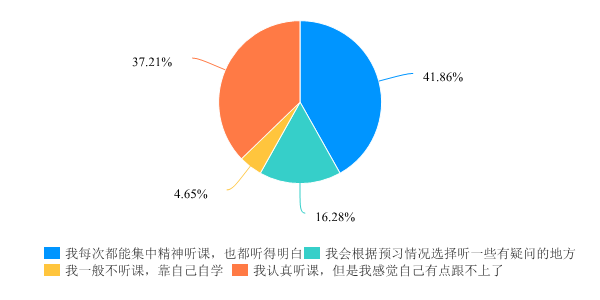 37.21%
41.86%
4.65%
16.28%
我每次都能集中精神听课，也都听得明白 我会根据预习情况选择听一些有疑问的地方
我一般不听课，靠自己自学 我认真听课，但是我感觉自己有点跟不上了